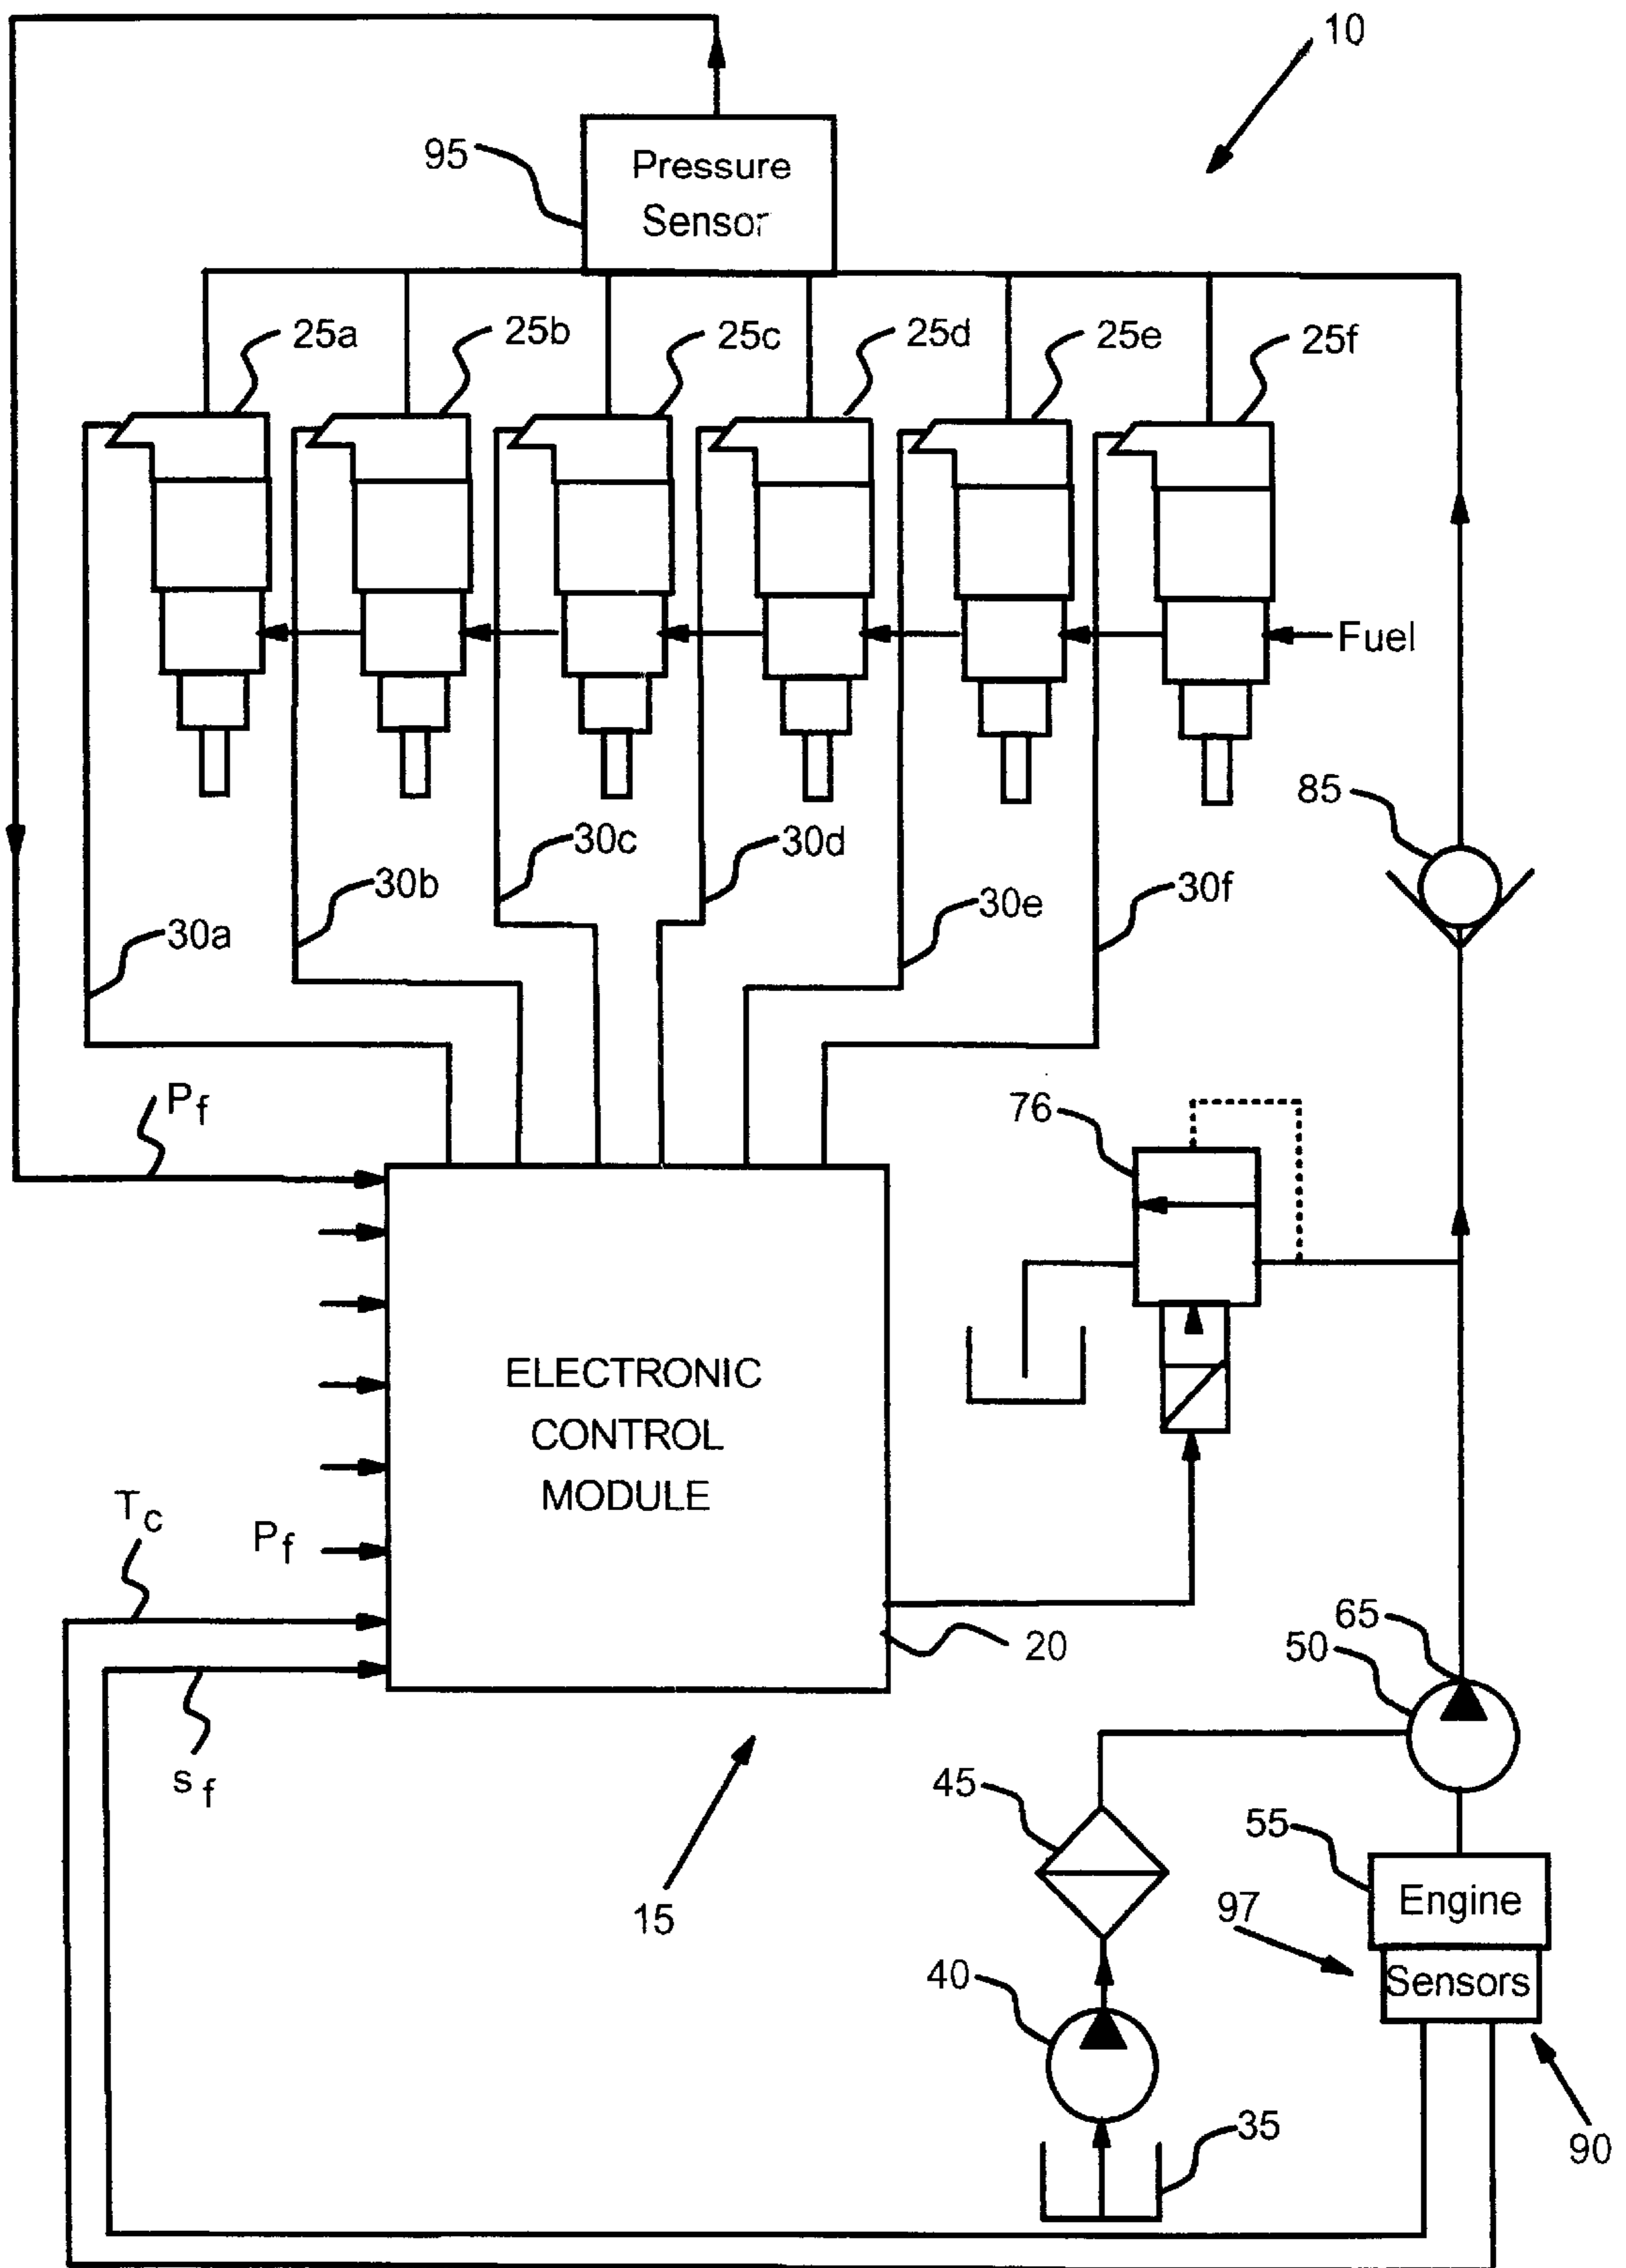 10
95
Pressure
Sensor
25a
25b
25c
25d
25e
25f
Fuel
85
30c
30d
30b
30e
30f
30a
Pf
76
ELECTRONIC
CONTROL
MODULE
Tc
Pf
65
50
20
sf
45
55
Engine
97
15
40
Sensors
35
90